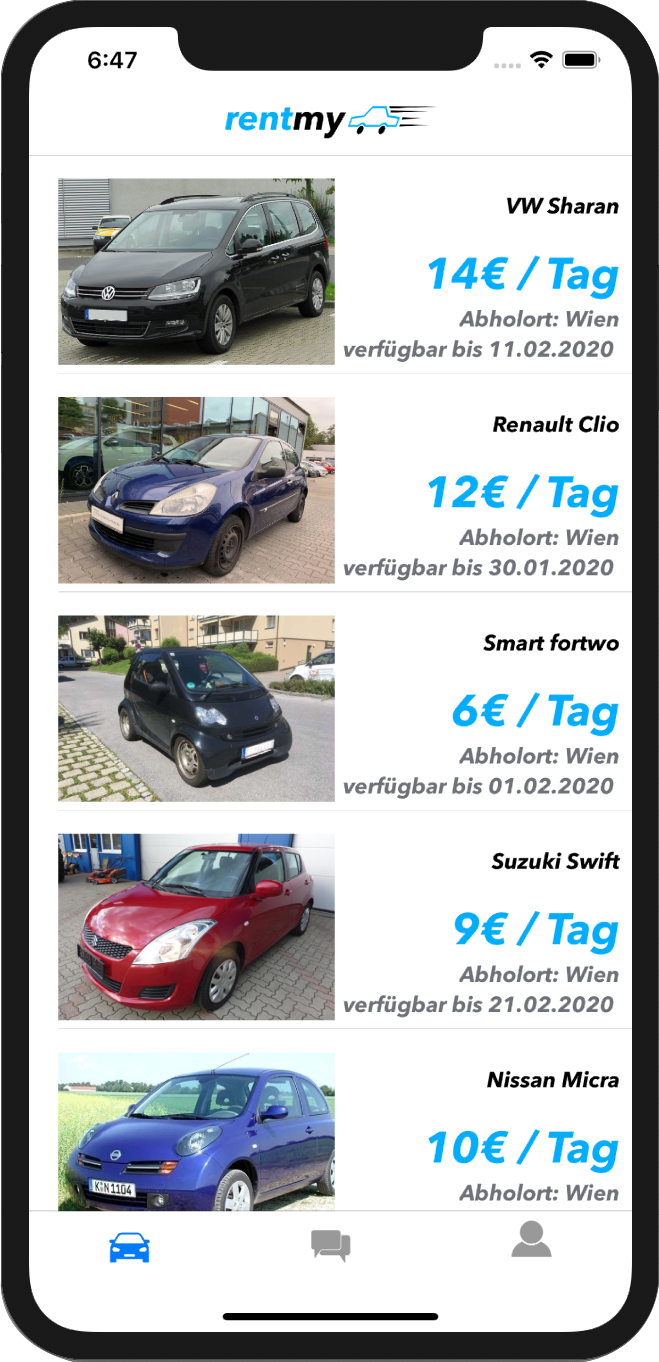 6:47
rentmy
VW Sharan
14€ / Tag
Abholort: Wien
verfügbar bis 11.02.2020
Renault Clio
12€ / Tag
Abholort: Wien
verfügbar bis 30.01.2020
Smart fortwo
6€ / Tag
Abholort: Wien
verfügbar bis 01.02.2020
Suzuki Swift
9€ / Tag
Abholort: Wien
verfügbar bis 21.02.2020
Nissan Micra
10€ / Tag
K·N 1104
Abholort: Wien